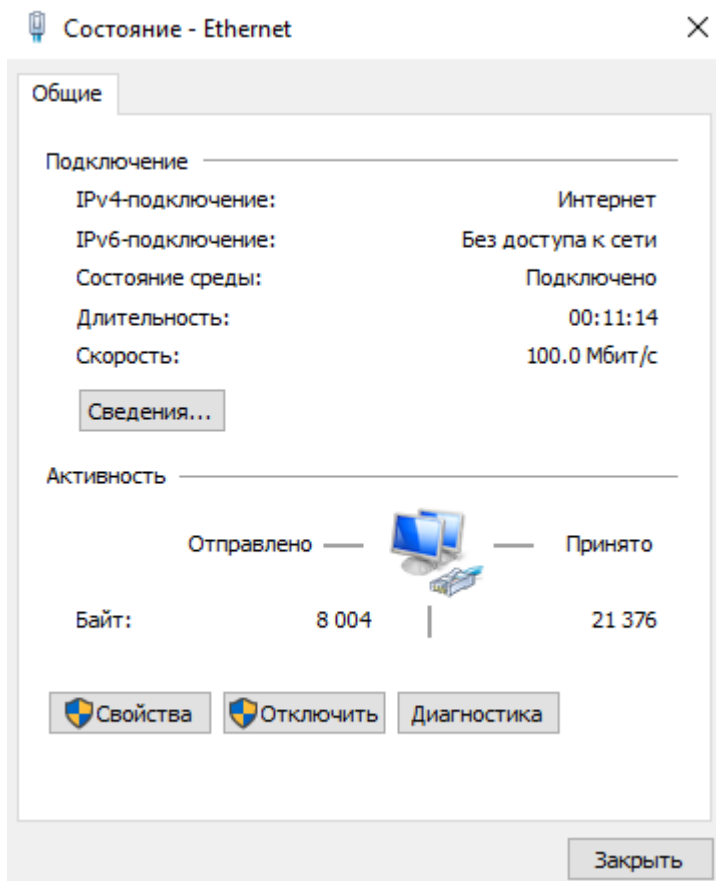 Состояние - Ethernet
Общие
Подключение
IPv4-подключение: Интернет
IPv6-подключение: Без доступа к сети
Состояние среды: Подключено
Длительность: 00:11:14
Скорость: 100.0 Мбит/с
Сведения...
Активность
Отправлено Принято
Байт: 8 004 21 376
Свойства Отключить Диагностика
Закрыть